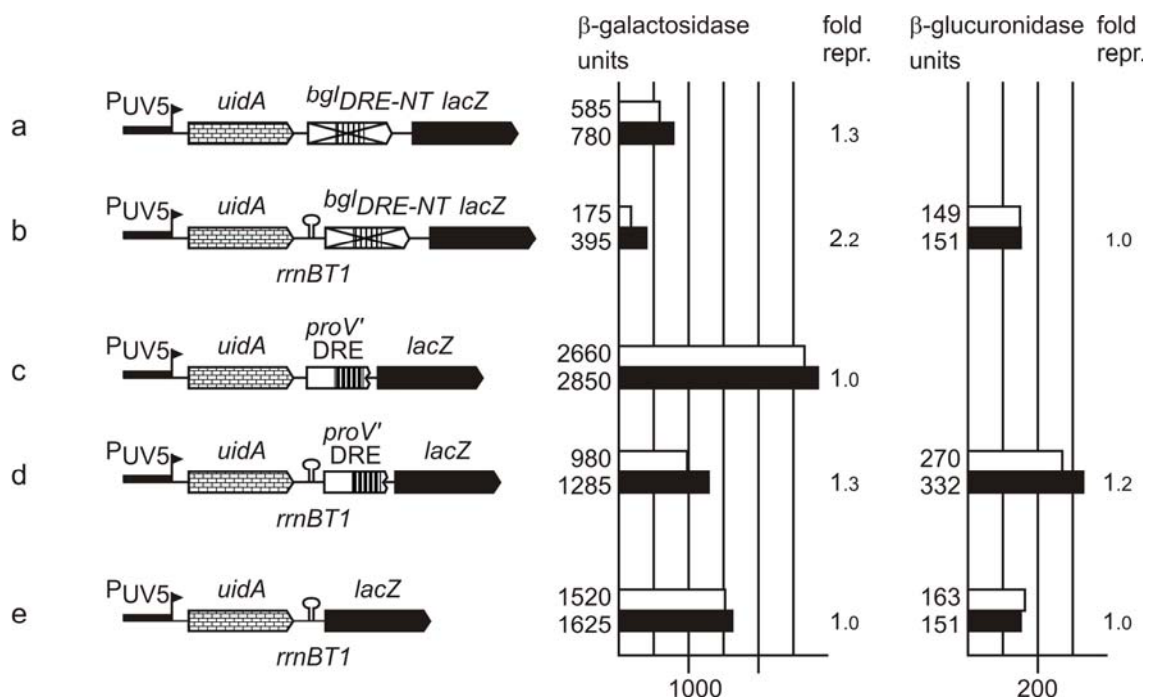 β-galactosidase fold β-glucuronidase fold
units repr. units repr.
a PUV5 uidA bglDRE-NT lacZ 585
780 1.3
b PUV5 uidA bglDRE-NT lacZ 175 149
395 2.2 151 1.0
rrnBT1
proV'
c PUV5 uidA DRE lacZ 2660
2850 1.0
proV'
d PUV5 uidA DRE lacZ 980 270
1285 1.3 332 1.2
rrnBT1
e PUV5 uidA lacZ 1520 163
1625 1.0 151 1.0
rrnBT1
1000 200